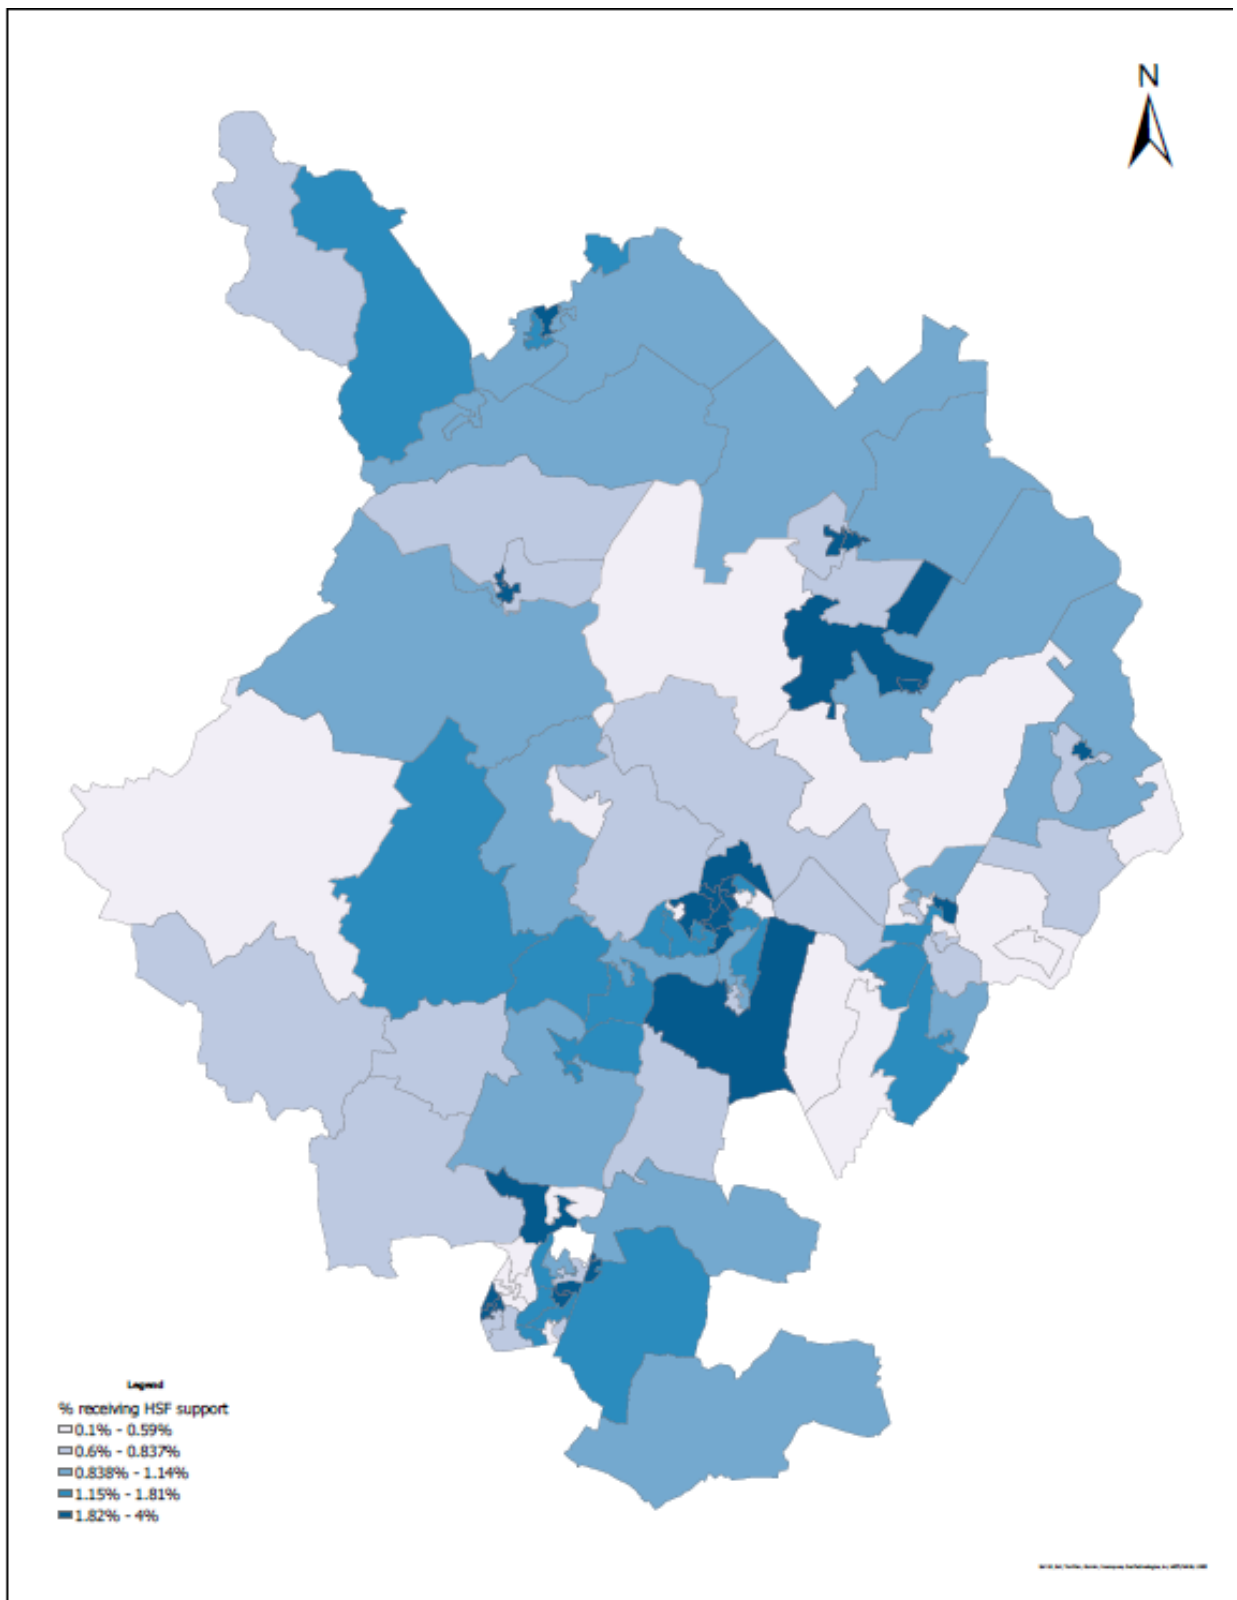 N
Legend
% receiving HSF support
0.1% - 0.59%
0.6% - 0.837%
0.838% - 1.14%
1.15% - 1.81%
1.82% - 4%